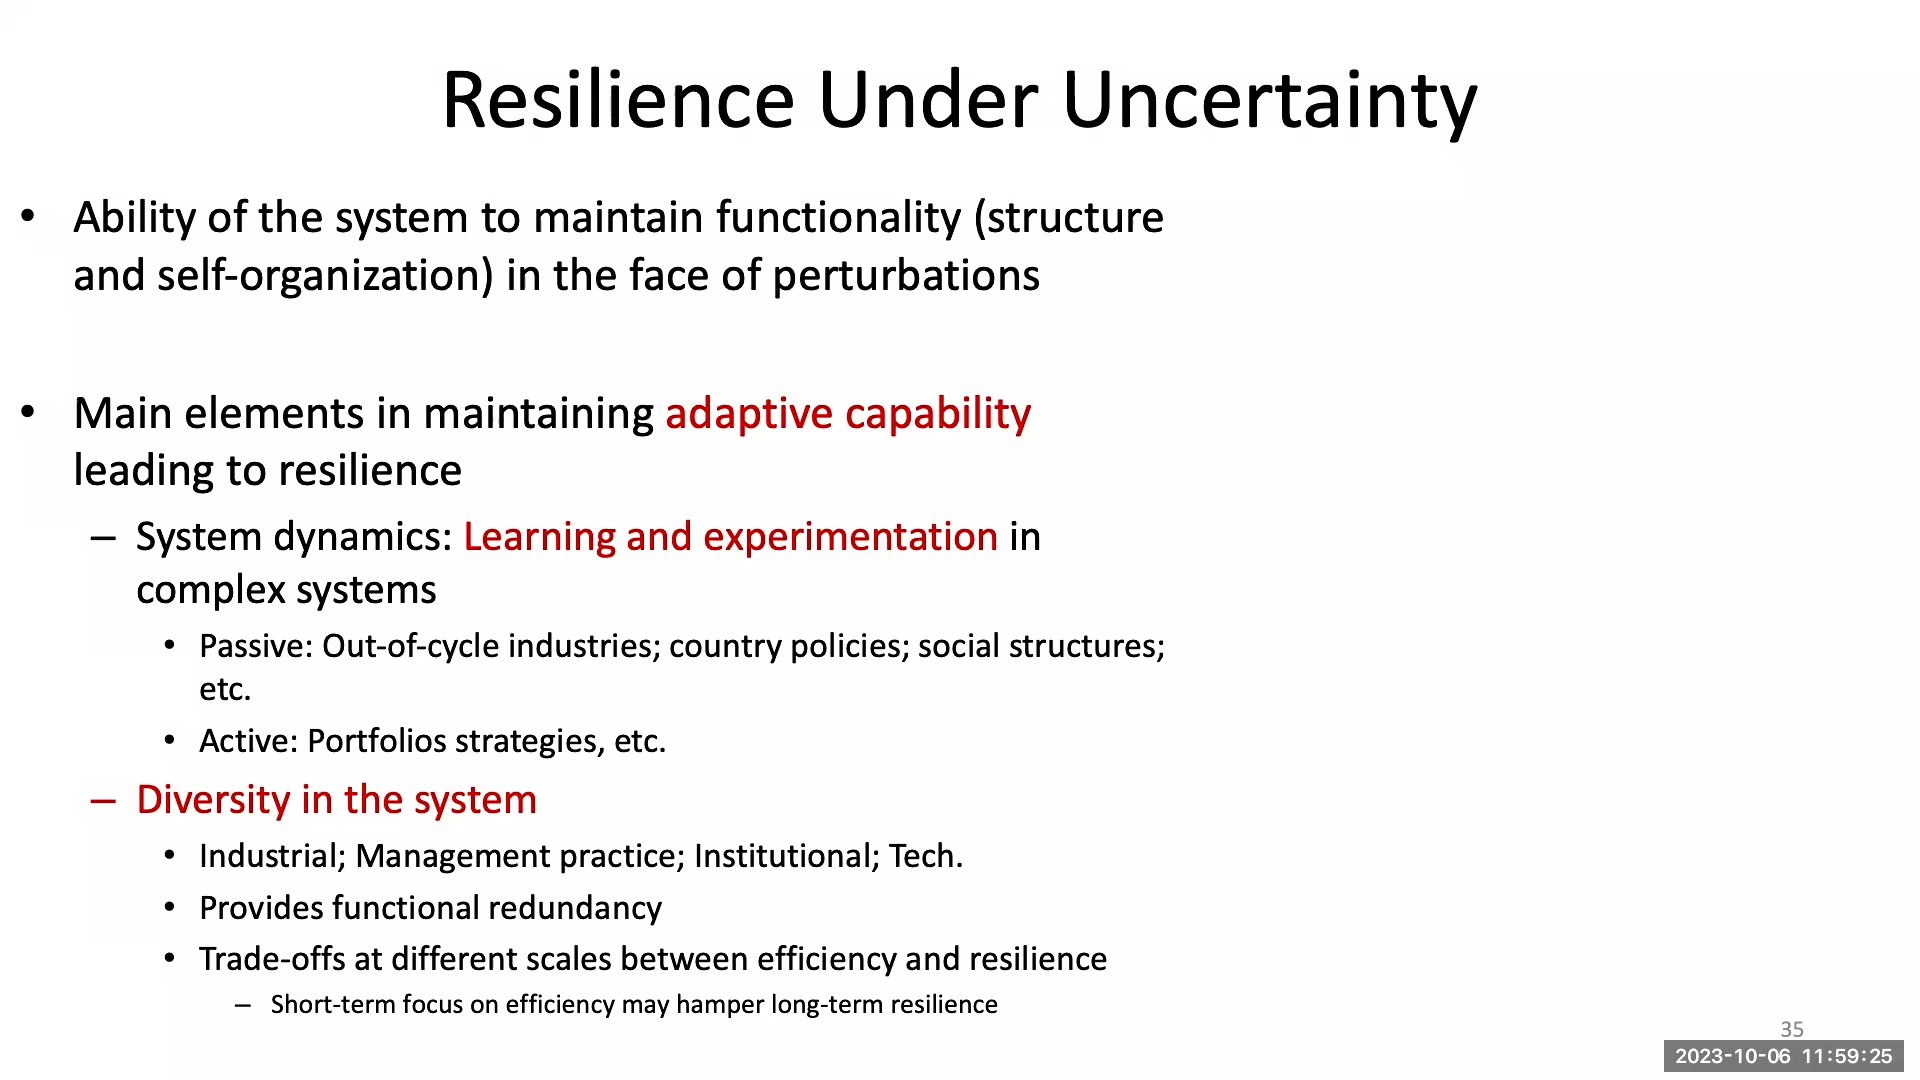 Resilience Under Uncertainty
• Ability of the system to maintain functionality (structure
and self-organization) in the face of perturbations
• Main elements in maintaining adaptive capability
leading to resilience
– System dynamics: Learning and experimentation in
complex systems
• Passive: Out-of-cycle industries; country policies; social structures;
etc.
• Active: Portfolios strategies, etc.
– Diversity in the system
• Industrial; Management practice; Institutional; Tech.
• Provides functional redundancy
• Trade-offs at different scales between efficiency and resilience
– Short-term focus on efficiency may hamper long-term resilience
35
2023-10-06 11:59:25